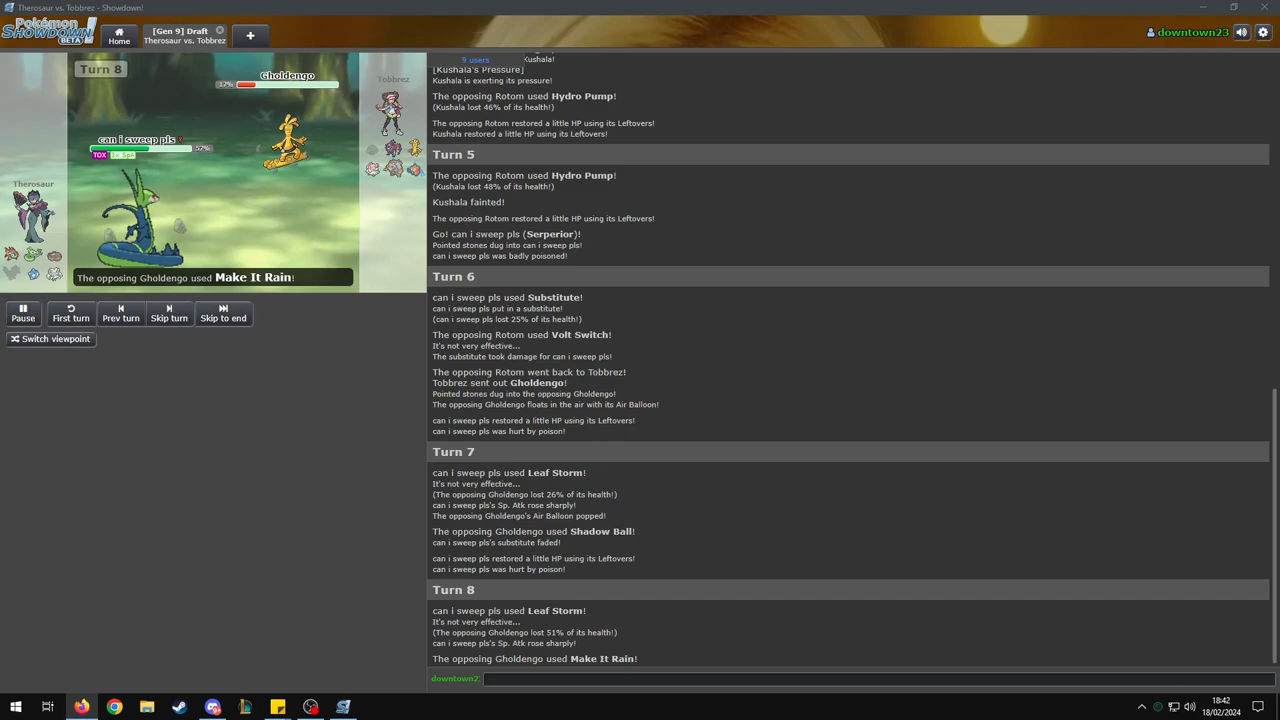 Therosaur vs. Tobbrez - Showdown!
Pokémon
SHOWDOWN!
BETA
Home
[Gen 9] Draft
Therosaur vs. Tobbrez
downtown23
Turn 8
Gholdengo
17%
Tobbrez
can i sweep pls
57%
TOX
Therosaur
The opposing Gholdengo used Make It Rain!
Pause
First turn
Prev turn
Skip turn
Skip to end
Switch viewpoint
9 users
Kushala!
[Kushala's Pressure]
Kushala is exerting its pressure!
The opposing Rotom used Hydro Pump!
(Kushala lost 46% of its health!)
The opposing Rotom restored a little HP using its Leftovers!
Kushala restored a little HP using its Leftovers!
Turn 5
The opposing Rotom used Hydro Pump!
(Kushala lost 48% of its health!)
Kushala fainted!
The opposing Rotom restored a little HP using its Leftovers!
Go! can i sweep pls (Serperior)!
Pointed stones dug into can i sweep pls!
can i sweep pls was badly poisoned!
Turn 6
can i sweep pls used Substitute!
can i sweep pls put in a substitute!
(can i sweep pls lost 25% of its health!)
The opposing Rotom used Volt Switch!
It's not very effective...
The substitute took damage for can i sweep pls!
The opposing Rotom went back to Tobbrez!
Tobbrez sent out Gholdengo!
Pointed stones dug into the opposing Gholdengo!
The opposing Gholdengo floats in the air with its Air Balloon!
can i sweep pls restored a little HP using its Leftovers!
can i sweep pls was hurt by poison!
Turn 7
can i sweep pls used Leaf Storm!
It's not very effective...
(The opposing Gholdengo lost 26% of its health!)
can i sweep pls's Sp. Atk rose sharply!
The opposing Gholdengo's Air Balloon popped!
The opposing Gholdengo used Shadow Ball!
can i sweep pls's substitute faded!
can i sweep pls restored a little HP using its Leftovers!
can i sweep pls was hurt by poison!
Turn 8
can i sweep pls used Leaf Storm!
It's not very effective...
(The opposing Gholdengo lost 51% of its health!)
can i sweep pls's Sp. Atk rose sharply!
The opposing Gholdengo used Make It Rain!
18:42
18/02/2024